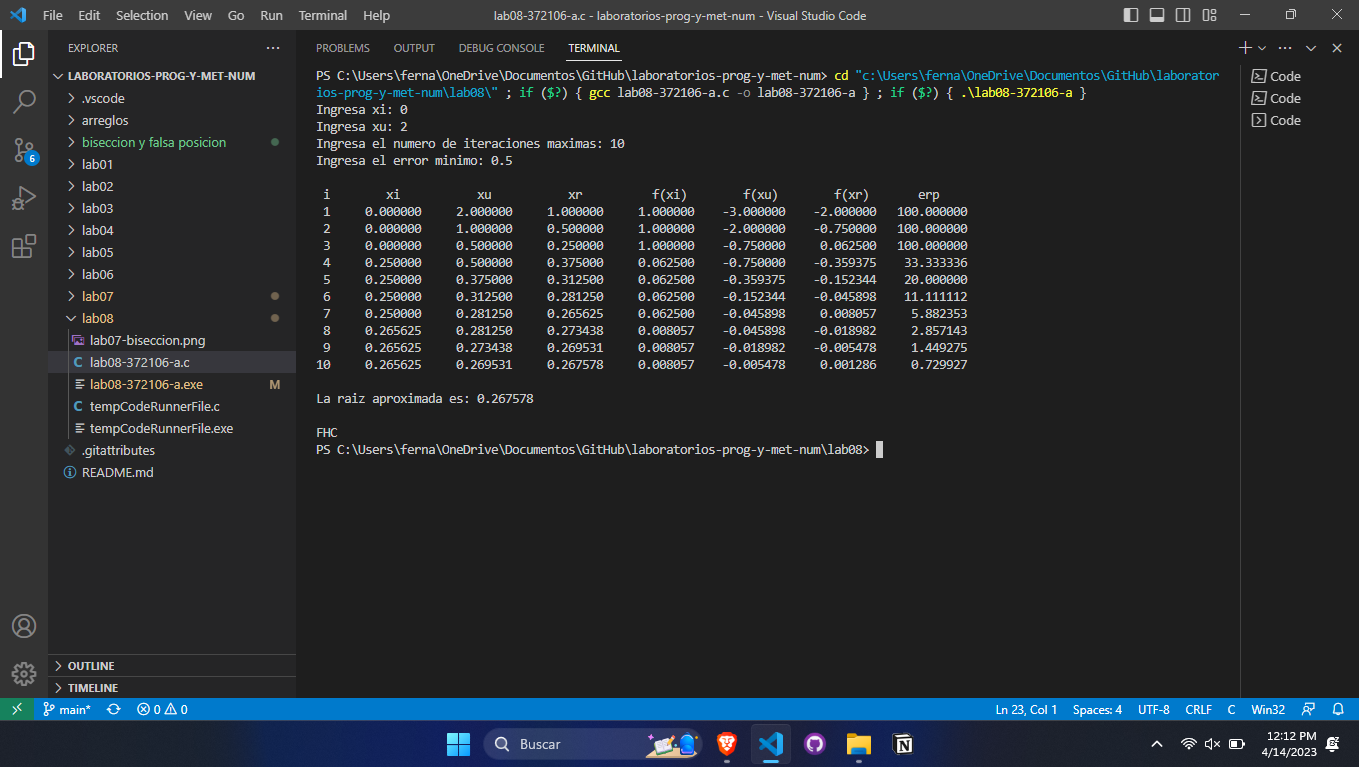 File Edit Selection View Go Run Terminal Help lab08-372106-a.c - laboratorios-prog-y-met-num - Visual Studio Code
EXPLORER
LABORATORIOS-PROG-Y-MET-NUM
.vscode
arreglos
biseccion y falsa posicion
lab01
lab02
lab03
lab04
lab05
lab06
lab07
lab08
lab07-biseccion.png
C lab08-372106-a.c
lab08-372106-a.exe M
C tempCodeRunnerFile.c
tempCodeRunnerFile.exe
.gitattributes
README.md
OUTLINE
TIMELINE
6
PROBLEMS OUTPUT DEBUG CONSOLE TERMINAL
PS C:\Users\ferna\OneDrive\Documentos\GitHub\laboratorios-prog-y-met-num> cd "c:\Users\ferna\OneDrive\Documentos\GitHub\laborator
ios-prog-y-met-num\lab08\" ; if ($?) { gcc lab08-372106-a.c -o lab08-372106-a } ; if ($?) { .\lab08-372106-a }
Ingresa xi: 0
Ingresa xu: 2
Ingresa el numero de iteraciones maximas: 10
Ingresa el error minimo: 0.5
i xi xu xr f(xi) f(xu) f(xr) erp
1 0.000000 2.000000 1.000000 1.000000 -3.000000 -2.000000 100.000000
2 0.000000 1.000000 0.500000 1.000000 -2.000000 -0.750000 100.000000
3 0.000000 0.500000 0.250000 1.000000 -0.750000 0.062500 100.000000
4 0.250000 0.500000 0.375000 0.062500 -0.750000 -0.359375 33.333336
5 0.250000 0.375000 0.312500 0.062500 -0.359375 -0.152344 20.000000
6 0.250000 0.312500 0.281250 0.062500 -0.152344 -0.045898 11.111112
7 0.250000 0.281250 0.265625 0.062500 -0.045898 0.008057 5.882353
8 0.265625 0.281250 0.273438 0.008057 -0.045898 -0.018982 2.857143
9 0.265625 0.273438 0.269531 0.008057 -0.018982 -0.005478 1.449275
10 0.265625 0.269531 0.267578 0.008057 -0.005478 0.001286 0.729927
La raiz aproximada es: 0.267578
FHC
PS C:\Users\ferna\OneDrive\Documentos\GitHub\laboratorios-prog-y-met-num\lab08>
Code
Code
Code
main* 0 0 Ln 23, Col 1 Spaces: 4 UTF-8 CRLF C Win32
Buscar
12:12 PM
4/14/2023